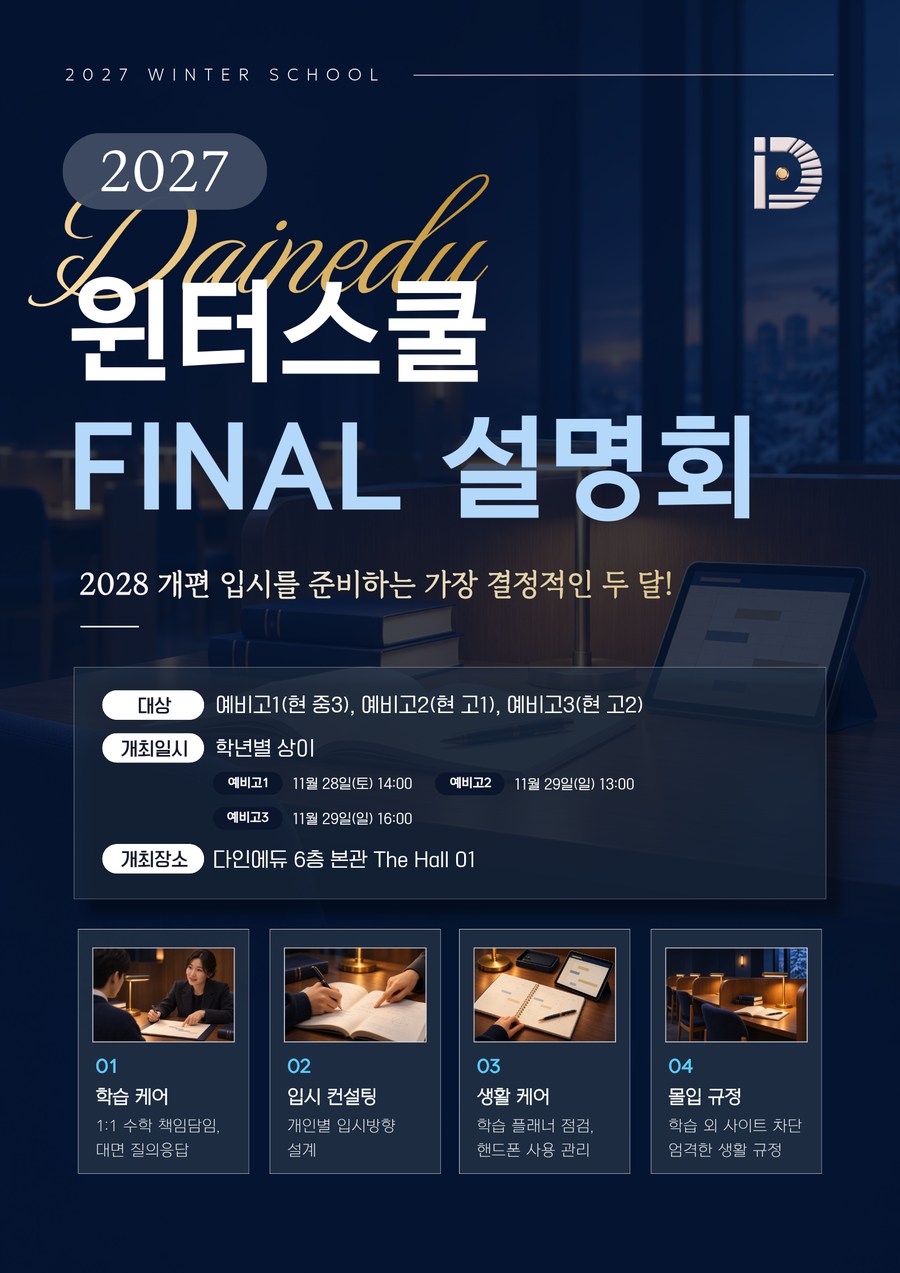 2027 WINTER SCHOOL
2027
Dainedu
윈터스쿨
FINAL 설명회
2028 개편 입시를 준비하는 가장 결정적인 두 달!
대상 예비고1(현 중3), 예비고2(현 고1), 예비고3(현 고2)
개최일시 학년별 상이
예비고1 11월 28일(토) 14:00 예비고2 11월 29일(일) 13:00
예비고3 11월 29일(일) 16:00
개최장소 다인에듀 6층 본관 The Hall 01
01
학습 케어
1:1 수학 책임담임,
대면 질의응답
02
입시 컨설팅
개인별 입시방향
설계
03
생활 케어
학습 플래너 점검,
핸드폰 사용 관리
04
몰입 규정
학습 외 사이트 차단
엄격한 생활 규정